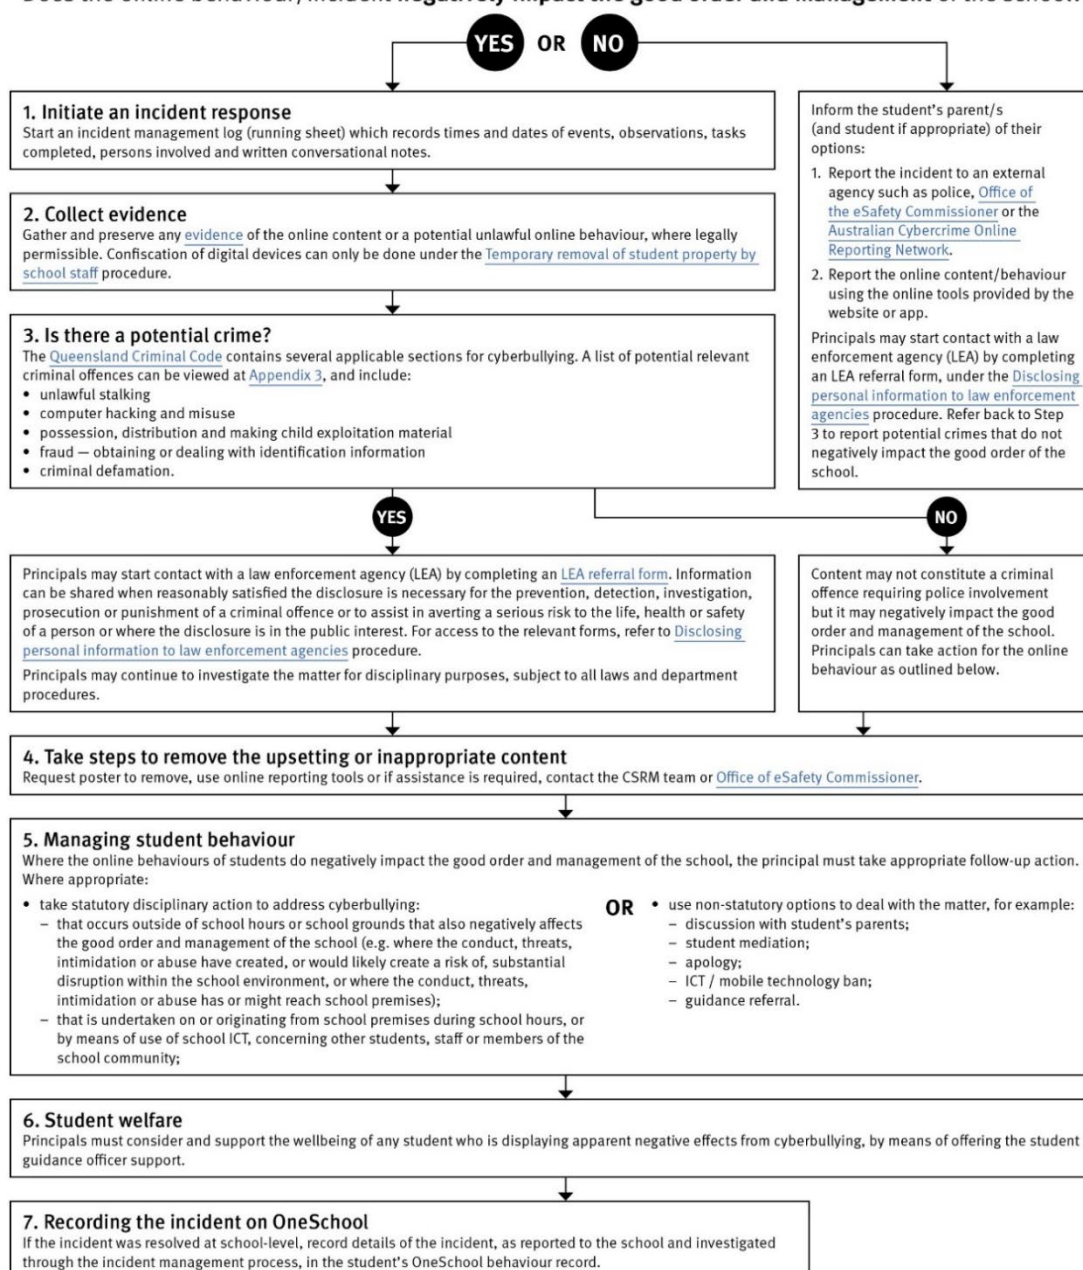 YES OR NO
1. Initiate an incident response
Start an incident management log (running sheet) which records times and dates of events, observations, tasks
completed, persons involved and written conversational notes.
2. Collect evidence
Gather and preserve any evidence of the online content or a potential unlawful online behaviour, where legally
permissible. Confiscation of digital devices can only be done under the Temporary removal of student property by
school staff procedure.
3. Is there a potential crime?
The Queensland Criminal Code contains several applicable sections for cyberbullying. A list of potential relevant
criminal offences can be viewed at Appendix 3, and include:
• unlawful stalking
• computer hacking and misuse
• possession, distribution and making child exploitation material
• fraud — obtaining or dealing with identification information
• criminal defamation.
Inform the student's parent/s
(and student if appropriate) of their
options:
1. Report the incident to an external
agency such as police, Office of
the eSafety Commissioner or the
Australian Cybercrime Online
Reporting Network.
2. Report the online content/behaviour
using the online tools provided by the
website or app.
Principals may start contact with a law
enforcement agency (LEA) by completing
an LEA referral form, under the Disclosing
personal information to law enforcement
agencies procedure. Refer back to Step
3 to report potential crimes that do not
negatively impact the good order of the
school.
YES
NO
Principals may start contact with a law enforcement agency (LEA) by completing an LEA referral form. Information
can be shared when reasonably satisfied the disclosure is necessary for the prevention, detection, investigation,
prosecution or punishment of a criminal offence or to assist in averting a serious risk to the life, health or safety
of a person or where the disclosure is in the public interest. For access to the relevant forms, refer to Disclosing
personal information to law enforcement agencies procedure.
Principals may continue to investigate the matter for disciplinary purposes, subject to all laws and department
procedures.
Content may not constitute a criminal
offence requiring police involvement
but it may negatively impact the good
order and management of the school.
Principals can take action for the online
behaviour as outlined below.
4. Take steps to remove the upsetting or inappropriate content
Request poster to remove, use online reporting tools or if assistance is required, contact the CSRM team or Office of eSafety Commissioner.
5. Managing student behaviour
Where the online behaviours of students do negatively impact the good order and management of the school, the principal must take appropriate follow-up action.
Where appropriate:
• take statutory disciplinary action to address cyberbullying:
– that occurs outside of school hours or school grounds that also negatively affects
the good order and management of the school (e.g. where the conduct, threats,
intimidation or abuse have created, or would likely create a risk of, substantial
disruption within the school environment, or where the conduct, threats,
intimidation or abuse has or might reach school premises);
– that is undertaken on or originating from school premises during school hours, or
by means of use of school ICT, concerning other students, staff or members of the
school community;
OR
• use non-statutory options to deal with the matter, for example:
– discussion with student's parents;
– student mediation;
– apology;
– ICT / mobile technology ban;
– guidance referral.
6. Student welfare
Principals must consider and support the wellbeing of any student who is displaying apparent negative effects from cyberbullying, by means of offering the student
guidance officer support.
7. Recording the incident on OneSchool
If the incident was resolved at school-level, record details of the incident, as reported to the school and investigated
through the incident management process, in the student's OneSchool behaviour record.